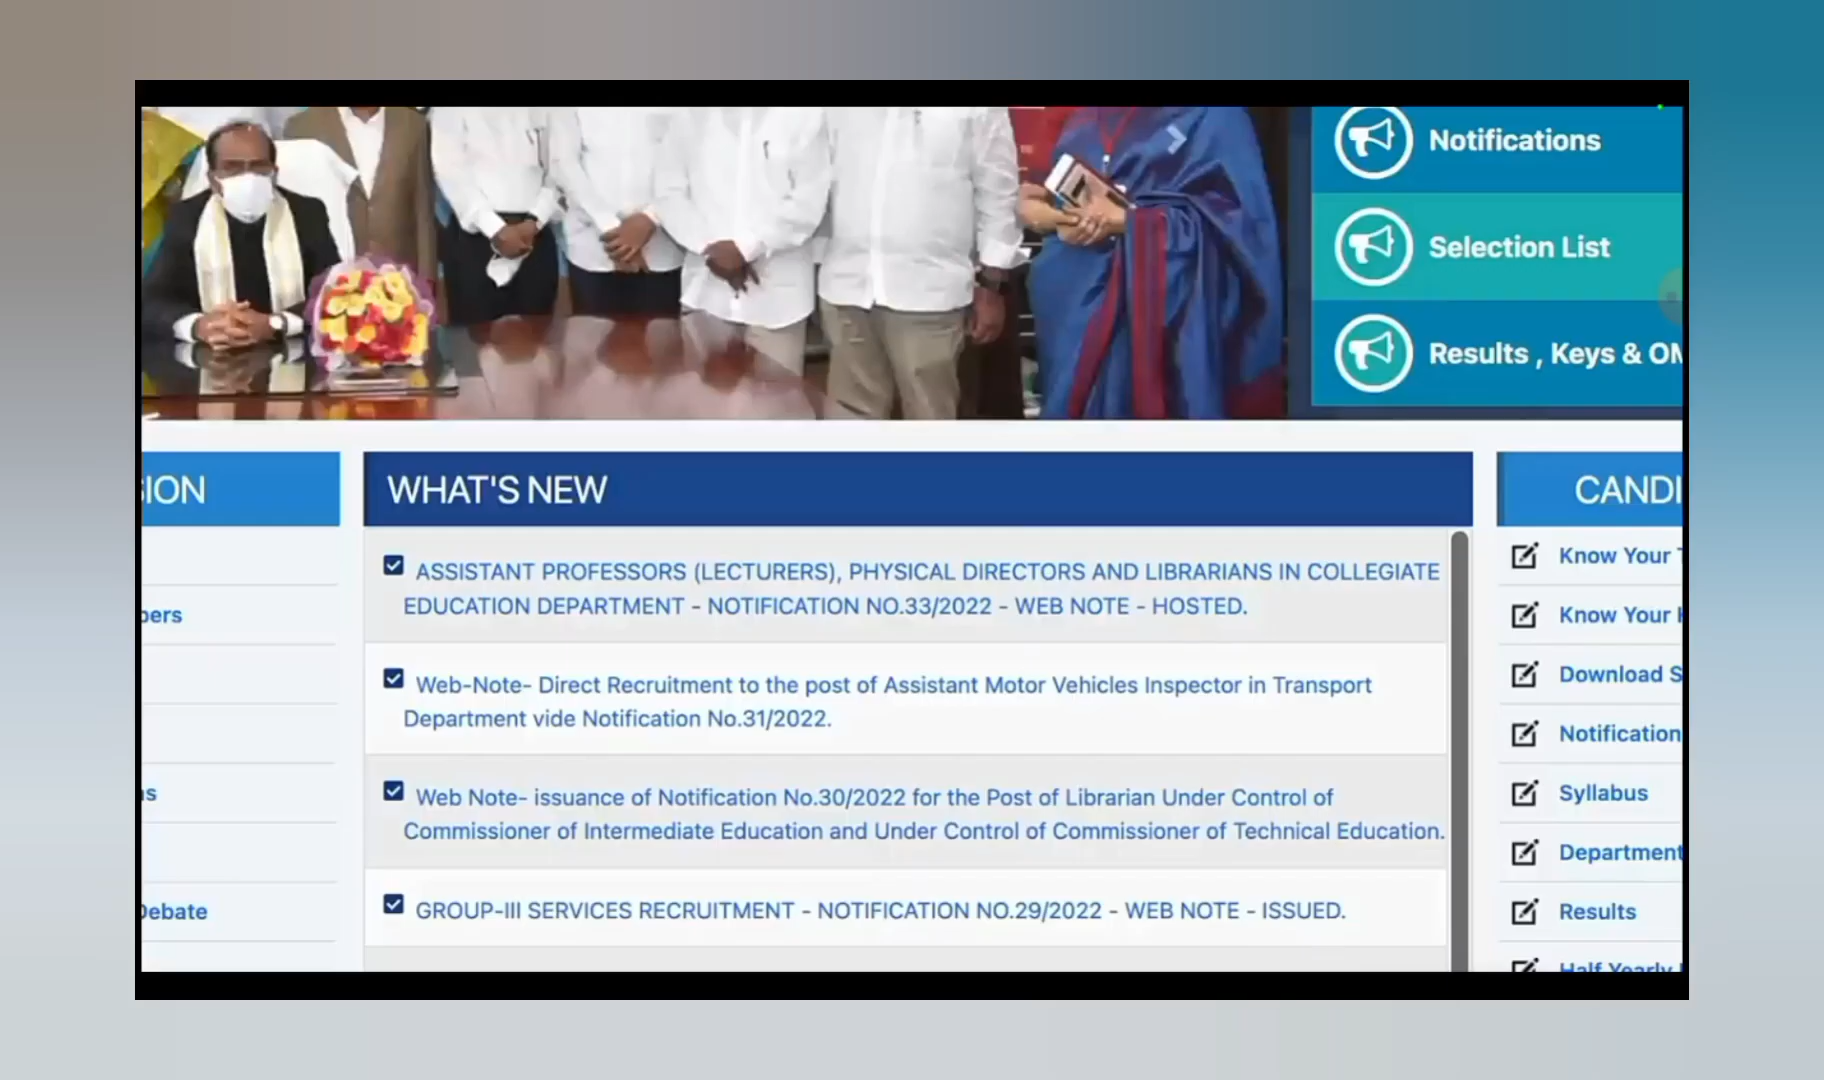 Notifications
Selection List
Results , Keys & OM
ION
WHAT'S NEW
CANDI
ASSISTANT PROFESSORS (LECTURERS), PHYSICAL DIRECTORS AND LIBRARIANS IN COLLEGIATE
EDUCATION DEPARTMENT - NOTIFICATION NO.33/2022 - WEB NOTE - HOSTED.
Web-Note- Direct Recruitment to the post of Assistant Motor Vehicles Inspector in Transport
Department vide Notification No.31/2022.
Web Note- issuance of Notification No.30/2022 for the Post of Librarian Under Control of
Commissioner of Intermediate Education and Under Control of Commissioner of Technical Education.
GROUP-III SERVICES RECRUITMENT - NOTIFICATION NO.29/2022 - WEB NOTE - ISSUED.
bers
s
Debate
Know Your
Know Your
Download S
Notification
Syllabus
Department
Results
Half Yearly